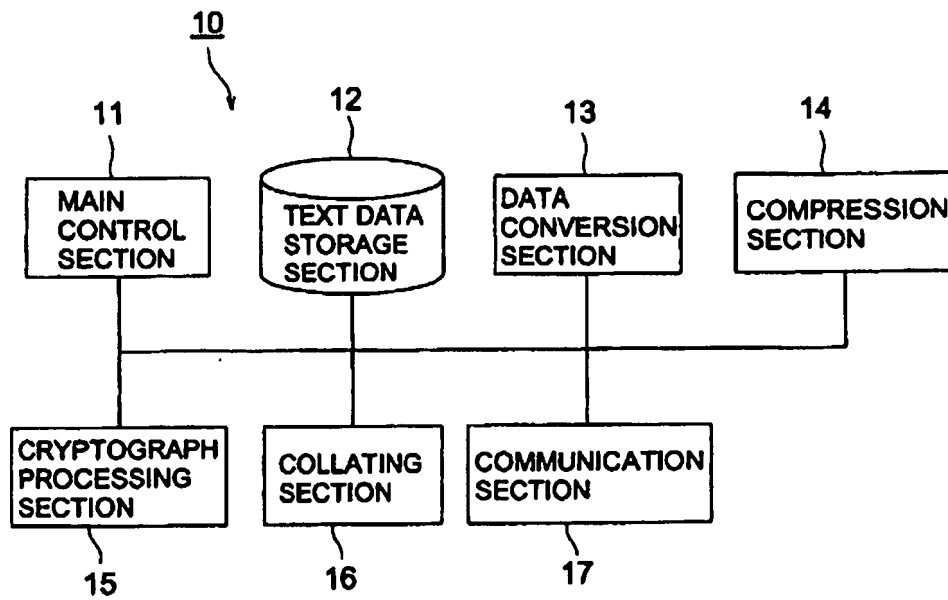 10
11
12
13
14
MAIN
CONTROL
SECTION
TEXT DATA
STORAGE
SECTION
DATA
CONVERSION
SECTION
COMPRESSION
SECTION
CRYPTOGRAPH
PROCESSING
SECTION
COLLATING
SECTION
COMMUNICATION
SECTION
15
16
17